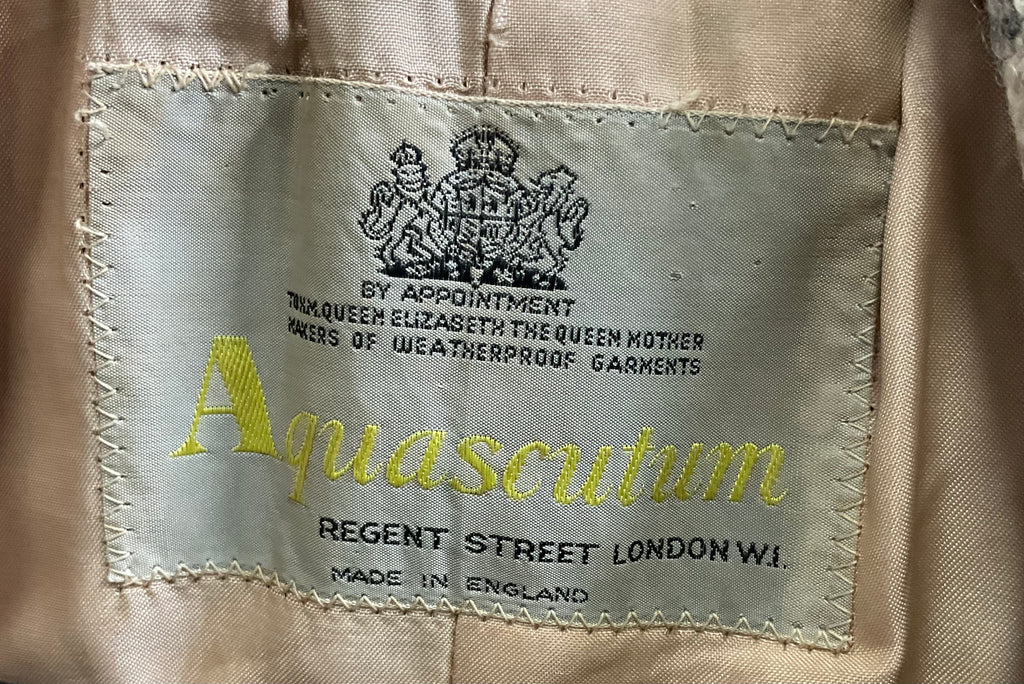 BY APPOINTMENT
TO H.M. QUEEN ELIZABETH THE QUEEN MOTHER
MAKERS OF WEATHERPROOF GARMENTS
Aquascutum
REGENT STREET LONDON W.1.
MADE IN ENGLAND